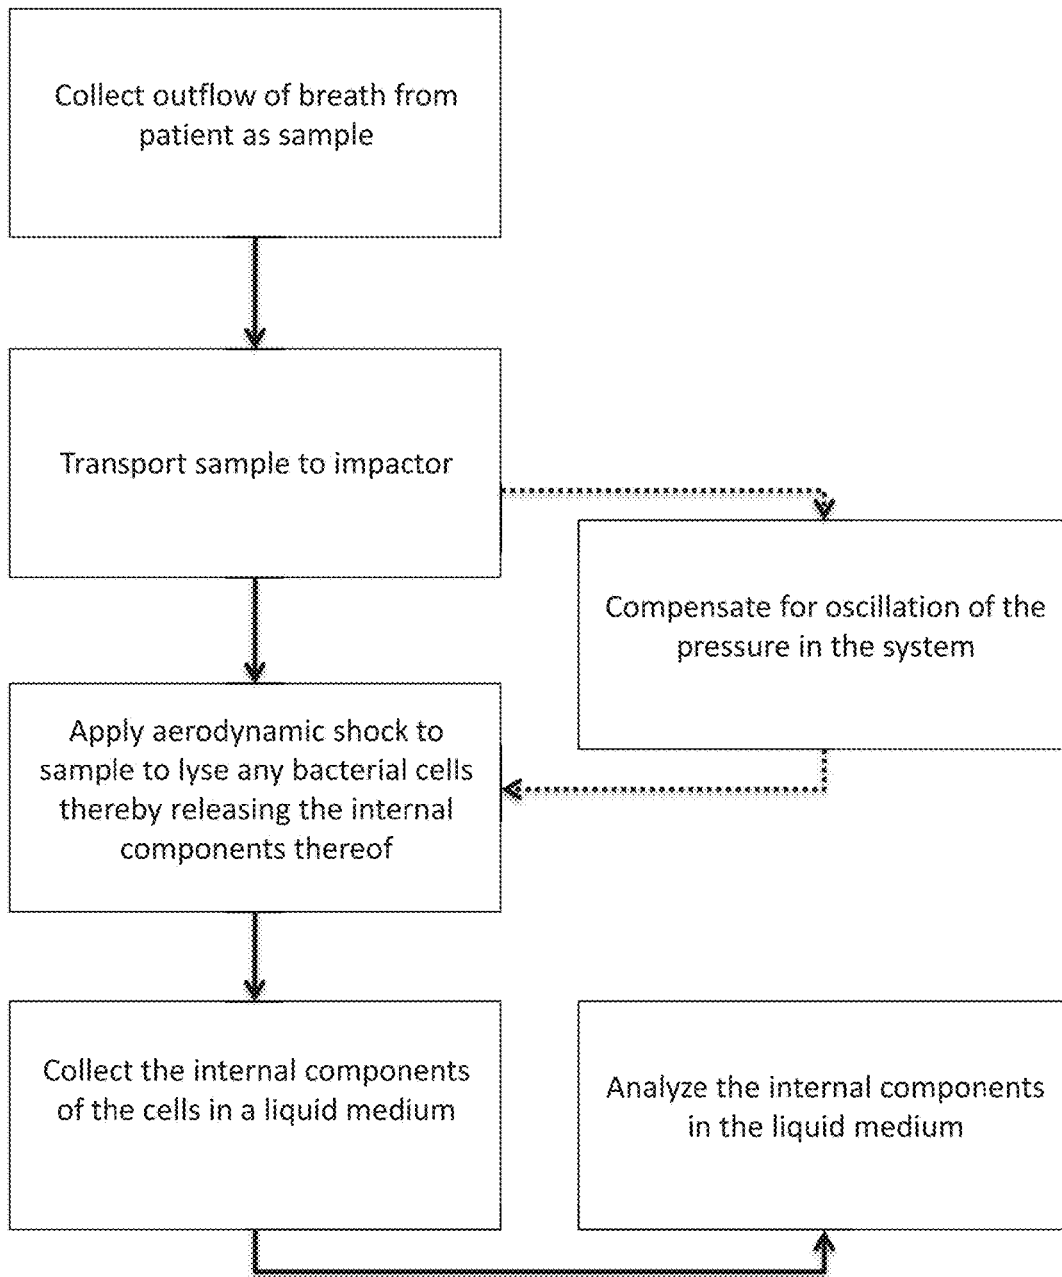 Collect outflow of breath from
patient as sample
Transport sample to impactor
Compensate for oscillation of the
pressure in the system
Apply aerodynamic shock to
sample to lyse any bacterial cells
thereby releasing the internal
components thereof
Collect the internal components
of the cells in a liquid medium
Analyze the internal components
in the liquid medium